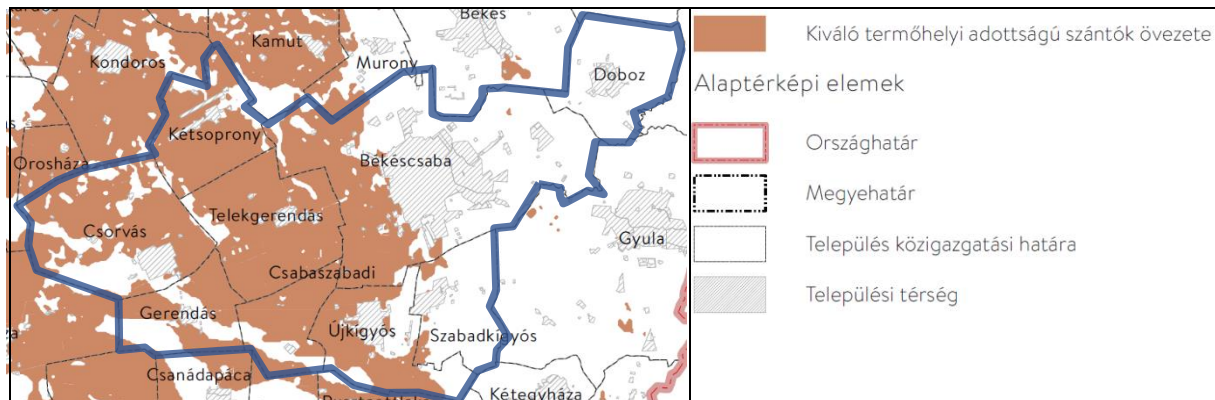 Kondoros
Kamut
Békés
Murony
Doboz
Kétsoprony
Orosháza
Békéscsaba
Telekgerendás
Csorvás
Gyula
Csabaszabadi
Gerendás
Újkígyós
Szabadkígyós
Csanádapáca
Kétegyháza
Kiváló termőhelyi adottságú szántók övezete
Alaptérképi elemek
Országhatár
Megyehatár
Település közigazgatási határa
Települési térség